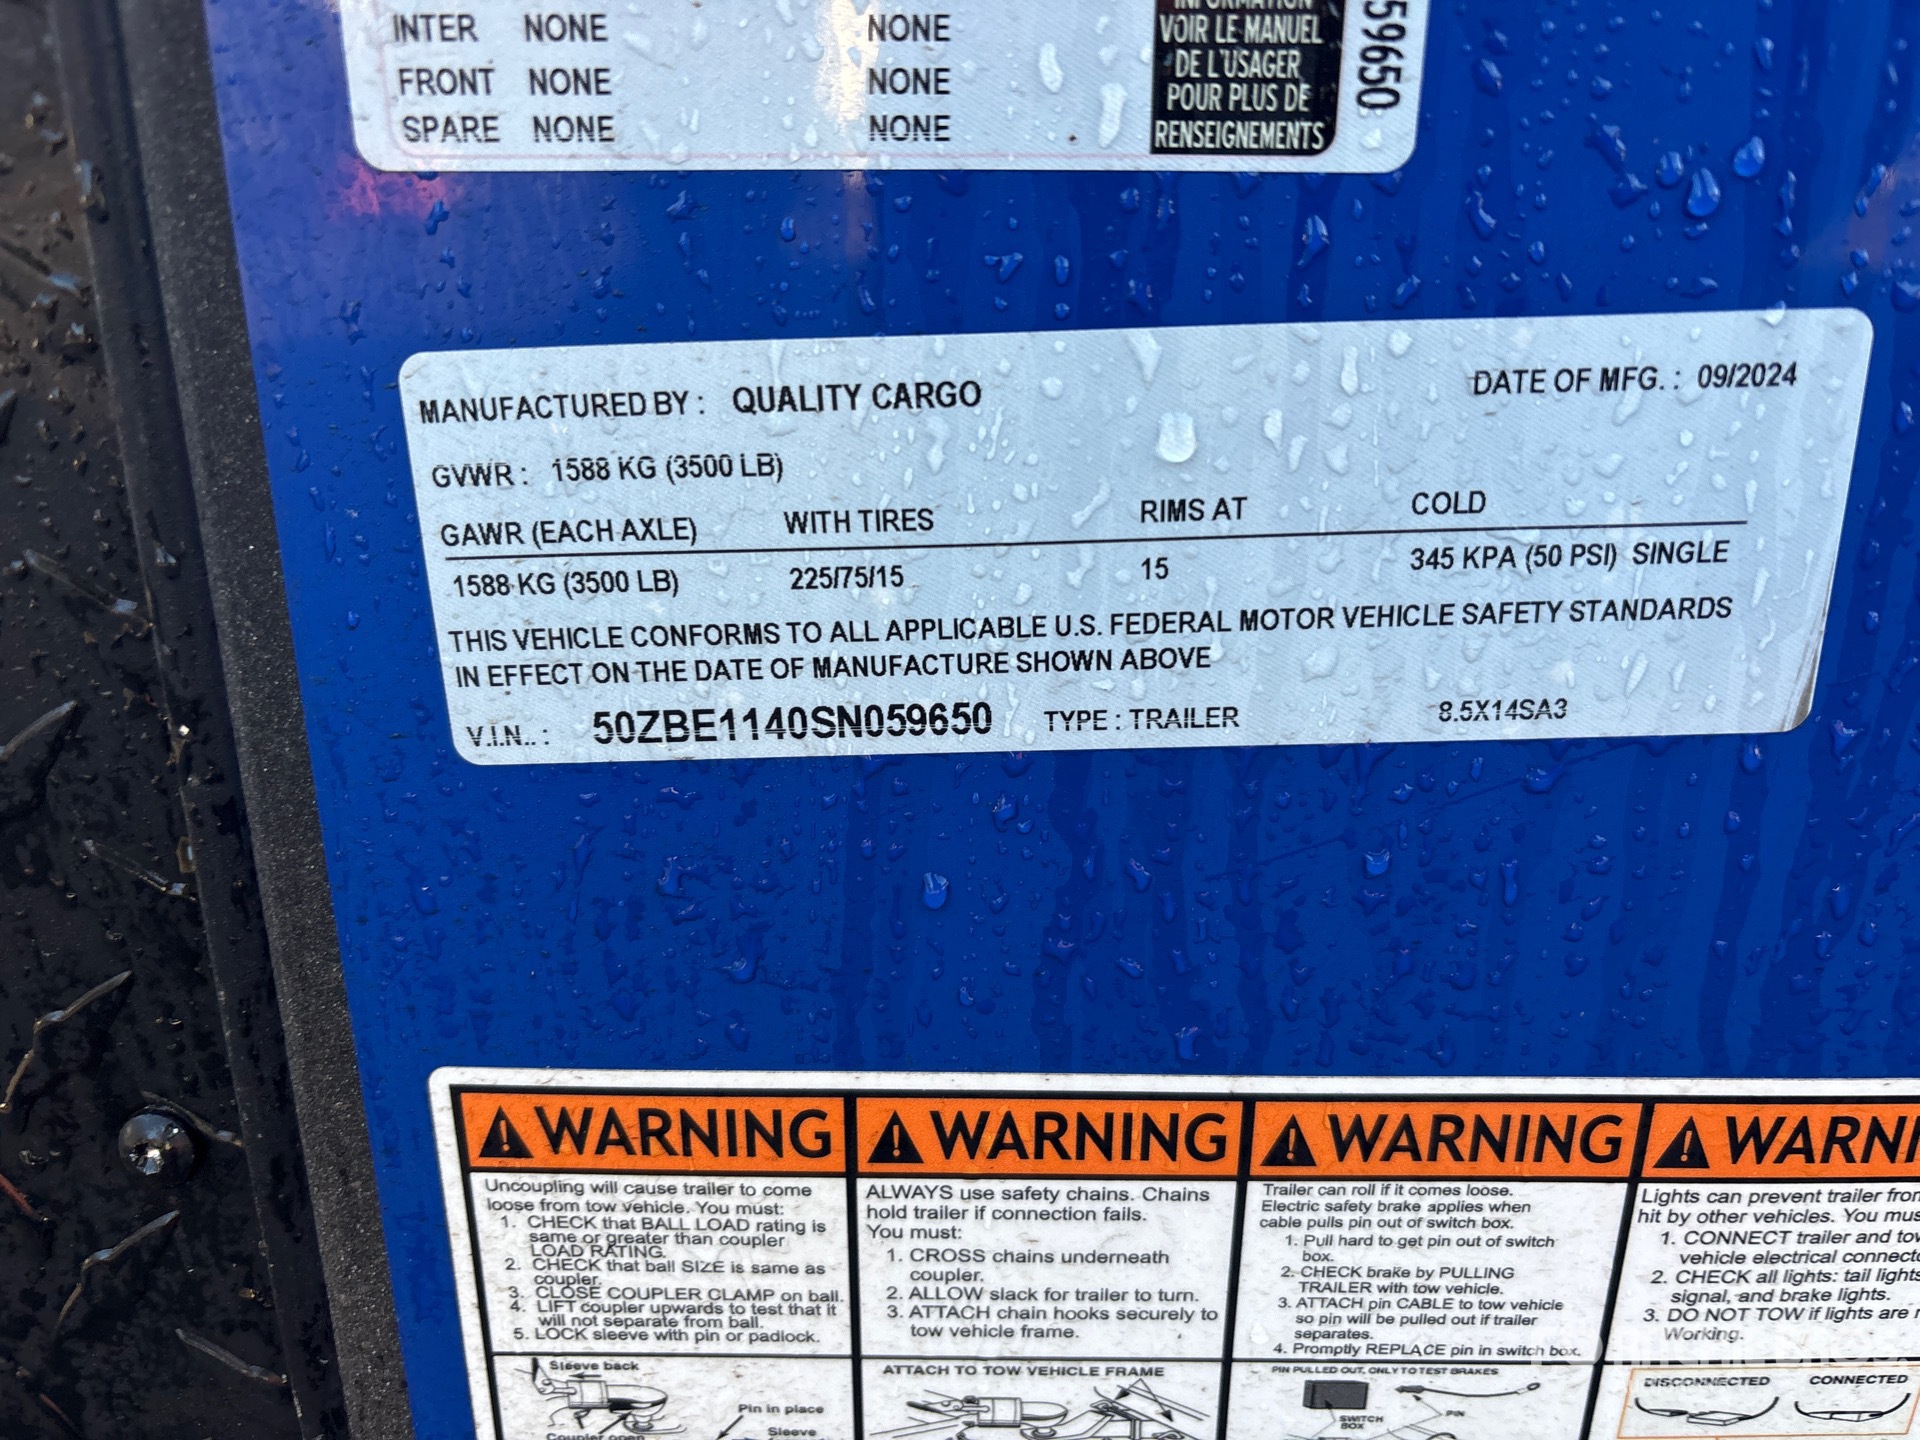 INTER NONE NONE
FRONT NONE NONE
SPARE NONE NONE
INFORMATION
VOIR LE MANUEL
DE L'USAGER
POUR PLUS DE
RENSEIGNEMENTS
59650
MANUFACTURED BY : QUALITY CARGO
DATE OF MFG. : 09/2024
GVWR : 1588 KG (3500 LB)
GAWR (EACH AXLE) WITH TIRES RIMS AT COLD
1588 KG (3500 LB) 225/75/15 15 345 KPA (50 PSI) SINGLE
THIS VEHICLE CONFORMS TO ALL APPLICABLE U.S. FEDERAL MOTOR VEHICLE SAFETY STANDARDS
IN EFFECT ON THE DATE OF MANUFACTURE SHOWN ABOVE
V.I.N.. : 50ZBE1140SN059650 TYPE : TRAILER 8.5X14SA3
WARNING
Uncoupling will cause trailer to come
loose from tow vehicle. You must:
1. CHECK that BALL LOAD rating is
same or greater than coupler
LOAD RATING.
2. CHECK that ball SIZE is same as
coupler.
3. CLOSE COUPLER CLAMP on ball.
4. LIFT coupler upwards to test that it
will not separate from ball.
5. LOCK sleeve with pin or padlock.
Sleeve back
Pin in place
Sleeve
Coupler open
WARNING
ALWAYS use safety chains. Chains
hold trailer if connection fails.
You must:
1. CROSS chains underneath
coupler.
2. ALLOW slack for trailer to turn.
3. ATTACH chain hooks securely to
tow vehicle frame.
ATTACH TO TOW VEHICLE FRAME
WARNING
Trailer can roll if it comes loose.
Electric safety brake applies when
cable pulls pin out of switch box.
1. Pull hard to get pin out of switch
box.
2. CHECK brake by PULLING
TRAILER with tow vehicle.
3. ATTACH pin CABLE to tow vehicle
so pin will be pulled out if trailer
separates.
4. Promptly REPLACE pin in switch box.
PIN PULLED OUT, ONLY TO TEST BRAKES
SWITCH
BOX
PIN
WARNI
Lights can prevent trailer from
hit by other vehicles. You mus
1. CONNECT trailer and tow
vehicle electrical connecto
2. CHECK all lights: tail lights
signal, and brake lights.
3. DO NOT TOW if lights are
Working.
DISCONNECTED CONNECTED